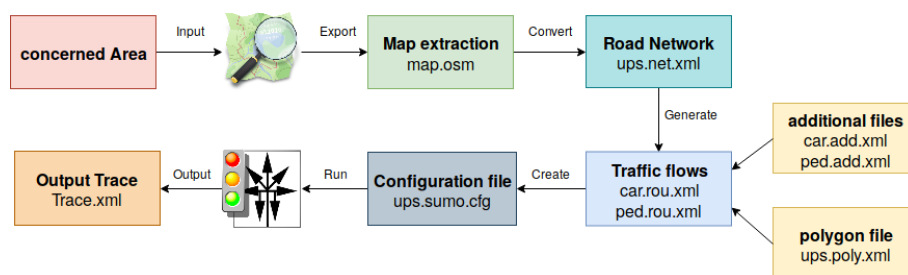 concerned Area
Input
Export
Map extraction
map.osm
Convert
Road Network
ups.net.xml
Generate
additional files
car.add.xml
ped.add.xml
Traffic flows
car.rou.xml
ped.rou.xml
polygon file
ups.poly.xml
Create
Configuration file
ups.sumo.cfg
Run
Output
Output Trace
Trace.xml